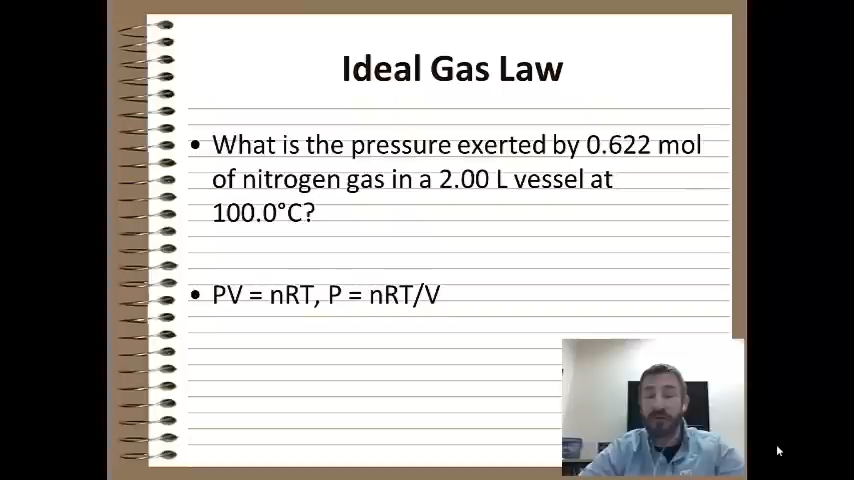 Ideal Gas Law
• What is the pressure exerted by 0.622 mol
of nitrogen gas in a 2.00 L vessel at
100.0°C?
• PV = nRT, P = nRT/V